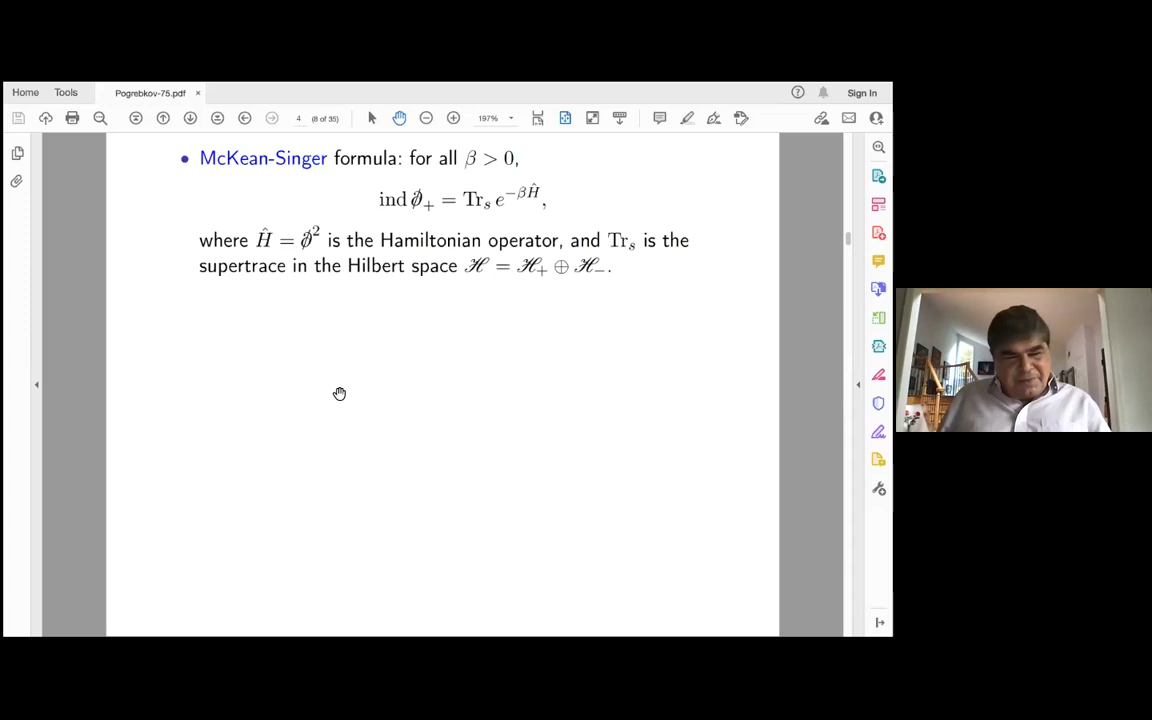 Home Tools Pogrebkov-75.pdf × Sign In
4 (8 of 35) 197%
• McKean-Singer formula: for all β > 0,
ind ∂̸₊ = Trₛ e^{−βĤ},
where Ĥ = ∂̸² is the Hamiltonian operator, and Trₛ is the
supertrace in the Hilbert space ℋ = ℋ₊ ⊕ ℋ₋.